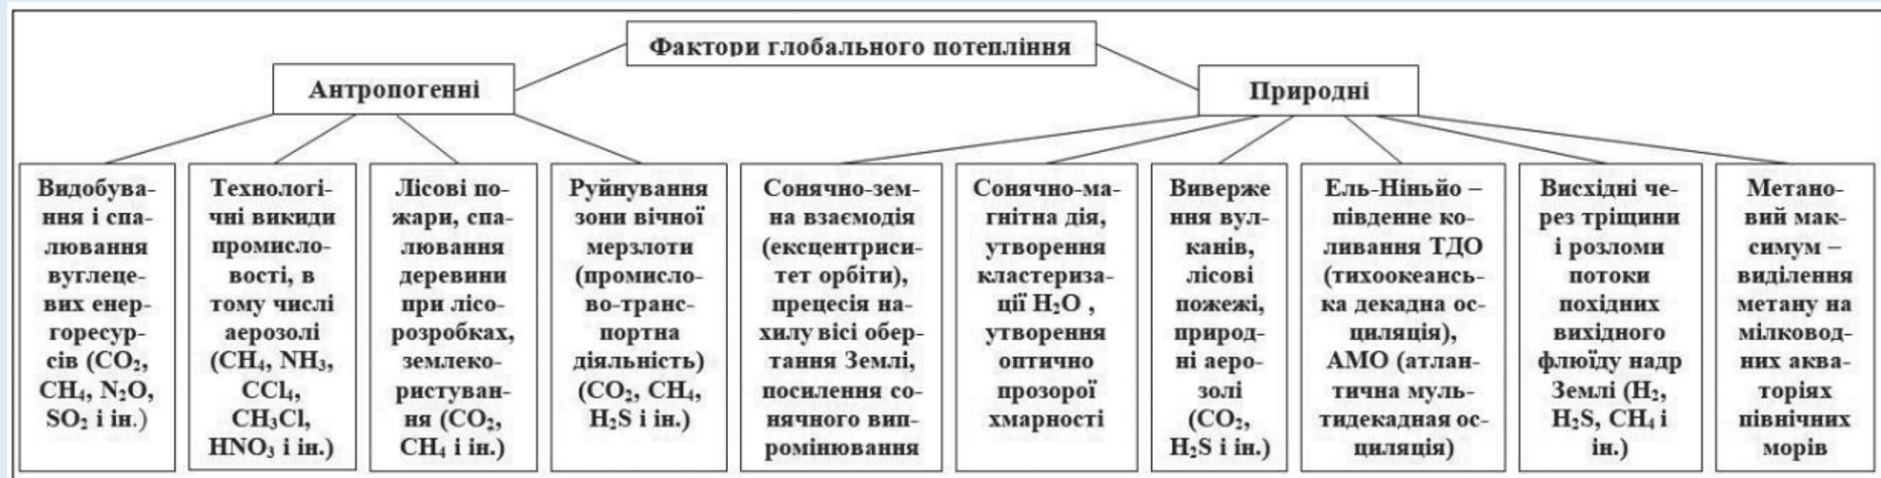 Фактори глобального потепління
Антропогенні
Природні
Видобува-
ння і спа-
лювання
вуглеце-
вих енер-
горесур-
сів (CO₂,
CH₄, N₂O,
SO₂ і ін.)
Технологі-
чні викиди
промисло-
вості, в
тому числі
аерозолі
(CH₄, NH₃,
CCl₄,
CH₃Cl,
HNO₃ і ін.)
Лісові по-
жари, спа-
лювання
деревини
при лісо-
розробках,
землеко-
ристуван-
ня (CO₂,
CH₄ і ін.)
Руйнування
зони вічної
мерзлоти
(промисло-
во-транс-
портна
діяльність)
(CO₂, CH₄,
H₂S і ін.)
Сонячно-зем-
на взаємодія
(ексцентриси-
тет орбіти),
прецесія на-
хилу вісі обер-
тання Землі,
посилення со-
нячного вип-
ромінювання
Сонячно-ма-
гнітна дія,
утворення
кластериза-
ції H₂O ,
утворення
оптично
прозорої
хмарності
Виверже
ння вул-
канів,
лісові
пожежі,
природ-
ні аеро-
золі
(CO₂,
H₂S і ін.)
Ель-Ніньйо –
південне ко-
ливання ТДО
(тихоокеансь-
ка декадна ос-
циляція),
АМО (атлан-
тична муль-
тидекадная ос-
циляція)
Висхідні че-
рез тріщини
і розломи
потоки
похідних
вихідного
флюїду надр
Землі (H₂,
H₂S, CH₄ і
ін.)
Метано-
вий мак-
симум –
виділення
метану на
мілковод-
них аква-
торіях
північних
морів